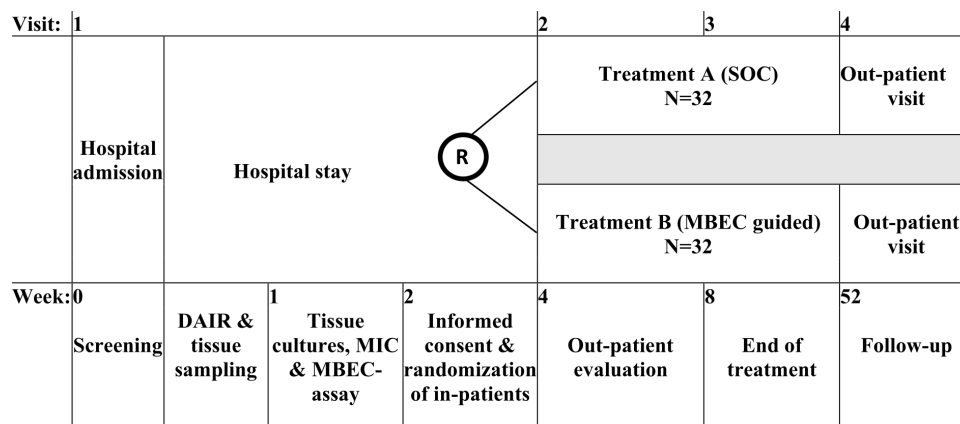 Visit: 1 2 3 4
Treatment A (SOC)
N=32
Out-patient
visit
Hospital
admission
Hospital stay
R
Treatment B (MBEC guided)
N=32
Out-patient
visit
Week: 0 1 2 4 8 52
Screening
DAIR &
tissue
sampling
Tissue
cultures, MIC
& MBEC-
assay
Informed
consent &
randomization
of in-patients
Out-patient
evaluation
End of
treatment
Follow-up